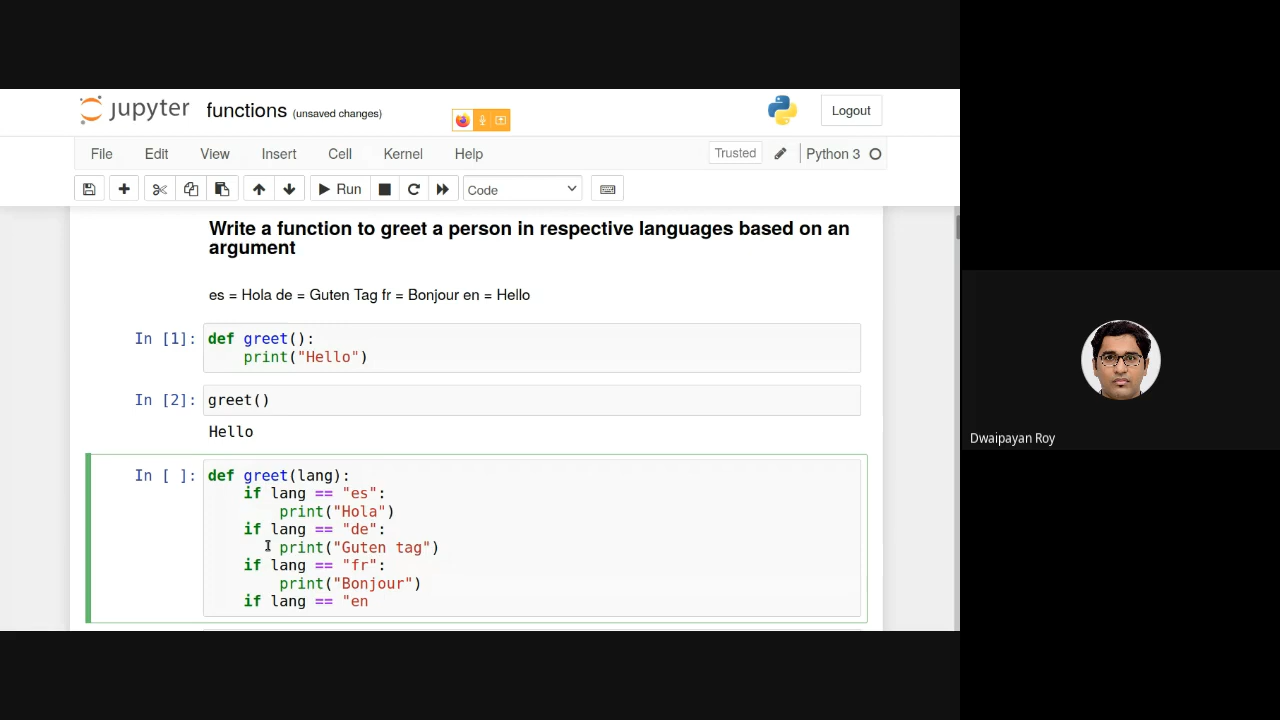 jupyter functions (unsaved changes)
Logout
File Edit View Insert Cell Kernel Help
Trusted Python 3
Run Code
Write a function to greet a person in respective languages based on an
argument
es = Hola de = Guten Tag fr = Bonjour en = Hello
In [1]: def greet():
print("Hello")
In [2]: greet()
Hello
In [ ]: def greet(lang):
if lang == "es":
print("Hola")
if lang == "de":
print("Guten tag")
if lang == "fr":
print("Bonjour")
if lang == "en
Dwaipayan Roy